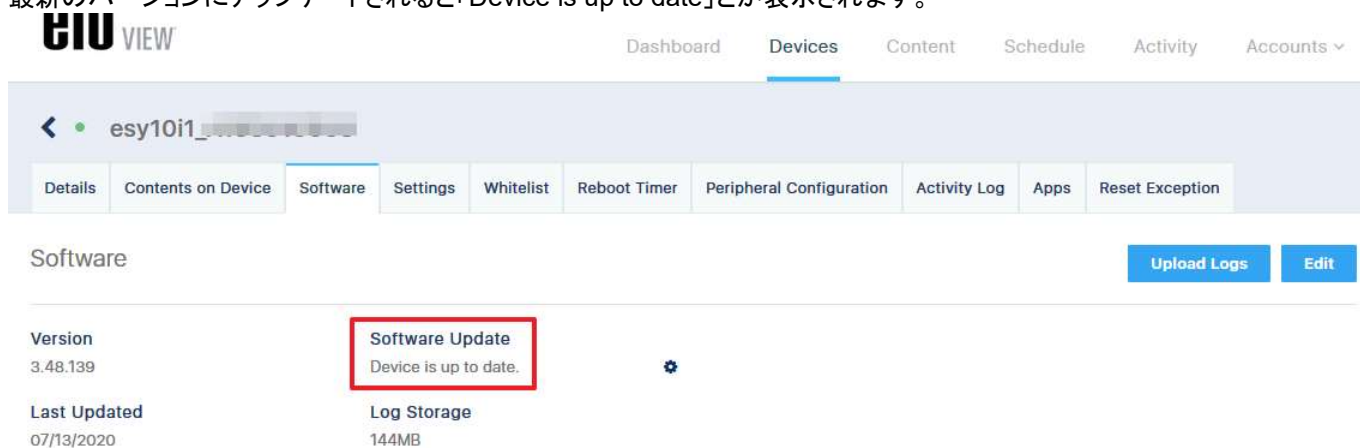 最新のバージョンにアップデートされると「Device is up to date」とが表示されます。
elo VIEW
Dashboard Devices Content Schedule Activity Accounts
esy10i1_
Details Contents on Device Software Settings Whitelist Reboot Timer Peripheral Configuration Activity Log Apps Reset Exception
Software
Upload Logs Edit
Version Software Update
3.48.139 Device is up to date.
Last Updated Log Storage
07/13/2020 144MB